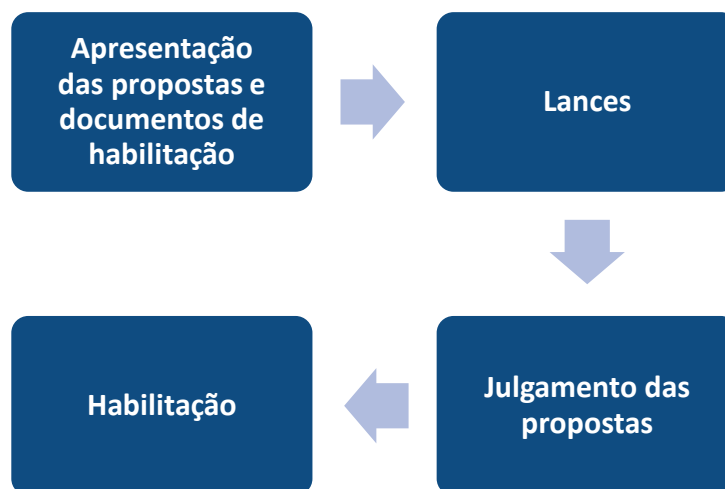 Apresentação
das propostas e
documentos de
habilitação
Lances
Julgamento das
propostas
Habilitação